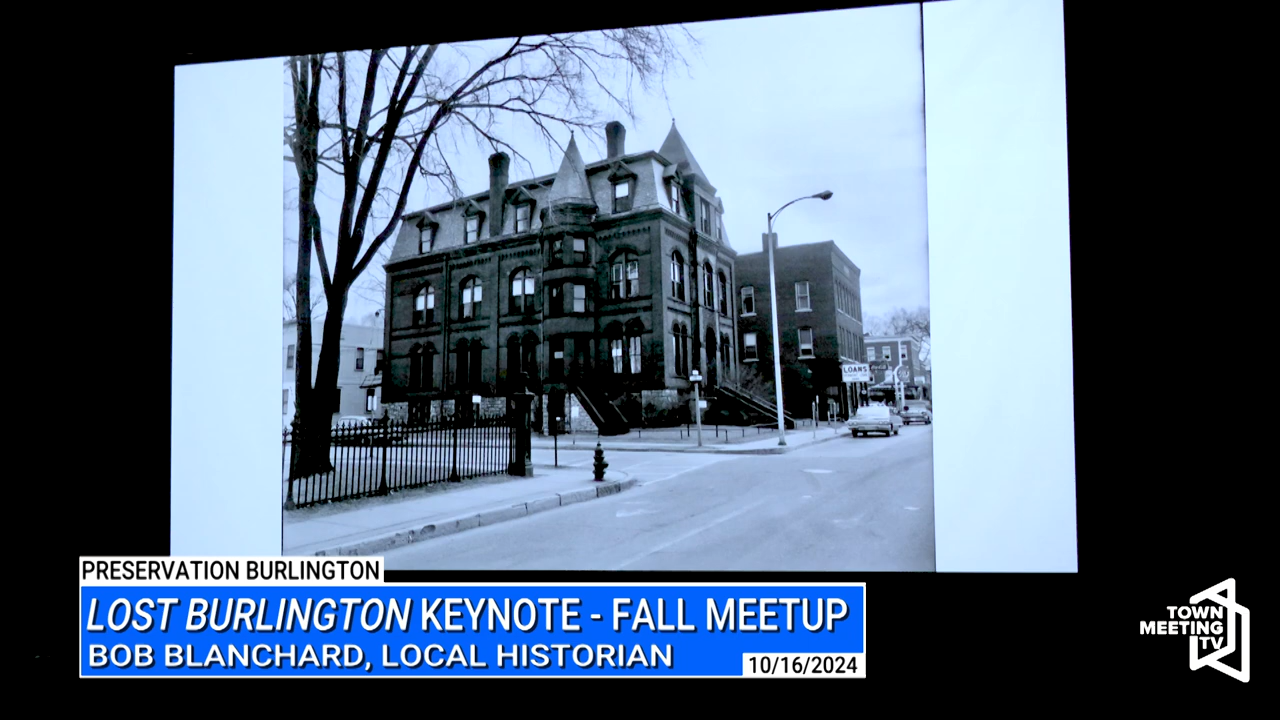 LOANS
PRESERVATION BURLINGTON
LOST BURLINGTON KEYNOTE - FALL MEETUP
BOB BLANCHARD, LOCAL HISTORIAN
10/16/2024
TOWN
MEETING
TV